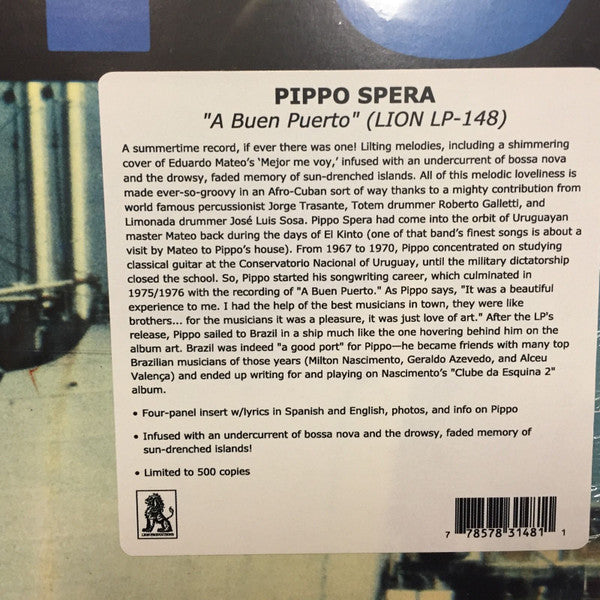 PIPPO SPERA
"A Buen Puerto" (LION LP-148)
A summertime record, if ever there was one! Lilting melodies, including a shimmering
cover of Eduardo Mateo's 'Mejor me voy,' infused with an undercurrent of bossa nova
and the drowsy, faded memory of sun-drenched islands. All of this melodic loveliness is
made ever-so-groovy in an Afro-Cuban sort of way thanks to a mighty contribution from
world famous percussionist Jorge Trasante, Totem drummer Roberto Galletti, and
Limonada drummer José Luis Sosa. Pippo Spera had come into the orbit of Uruguayan
master Mateo back during the days of El Kinto (one of that band's finest songs is about a
visit by Mateo to Pippo's house). From 1967 to 1970, Pippo concentrated on studying
classical guitar at the Conservatorio Nacional of Uruguay, until the military dictatorship
closed the school. So, Pippo started his songwriting career, which culminated in
1975/1976 with the recording of "A Buen Puerto." As Pippo says, "It was a beautiful
experience to me. I had the help of the best musicians in town, they were like
brothers... for the musicians it was a pleasure, it was just love of art." After the LP's
release, Pippo sailed to Brazil in a ship much like the one hovering behind him on the
album art. Brazil was indeed "a good port" for Pippo—he became friends with many top
Brazilian musicians of those years (Milton Nascimento, Geraldo Azevedo, and Alceu
Valença) and ended up writing for and playing on Nascimento's "Clube da Esquina 2"
album.
• Four-panel insert w/lyrics in Spanish and English, photos, and info on Pippo
• Infused with an undercurrent of bossa nova and the drowsy, faded memory of
sun-drenched islands!
• Limited to 500 copies
LION PRODUCTIONS
7 78578 31481 1